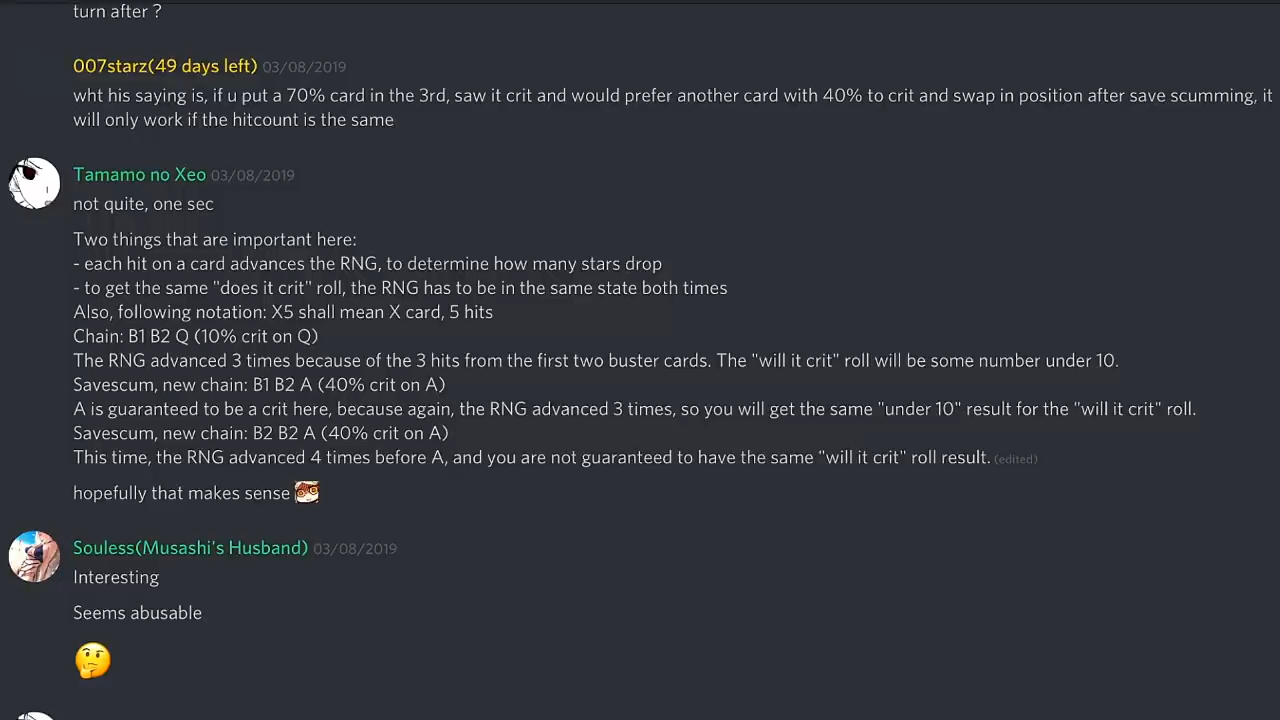 turn after ?
007starz(49 days left) 03/08/2019
wht his saying is, if u put a 70% card in the 3rd, saw it crit and would prefer another card with 40% to crit and swap in position after save scumming, it
will only work if the hitcount is the same
Tamamo no Xeo 03/08/2019
not quite, one sec
Two things that are important here:
- each hit on a card advances the RNG, to determine how many stars drop
- to get the same "does it crit" roll, the RNG has to be in the same state both times
Also, following notation: X5 shall mean X card, 5 hits
Chain: B1 B2 Q (10% crit on Q)
The RNG advanced 3 times because of the 3 hits from the first two buster cards. The "will it crit" roll will be some number under 10.
Savescum, new chain: B1 B2 A (40% crit on A)
A is guaranteed to be a crit here, because again, the RNG advanced 3 times, so you will get the same "under 10" result for the "will it crit" roll.
Savescum, new chain: B2 B2 A (40% crit on A)
This time, the RNG advanced 4 times before A, and you are not guaranteed to have the same "will it crit" roll result. (edited)
hopefully that makes sense
Souless(Musashi's Husband) 03/08/2019
Interesting
Seems abusable